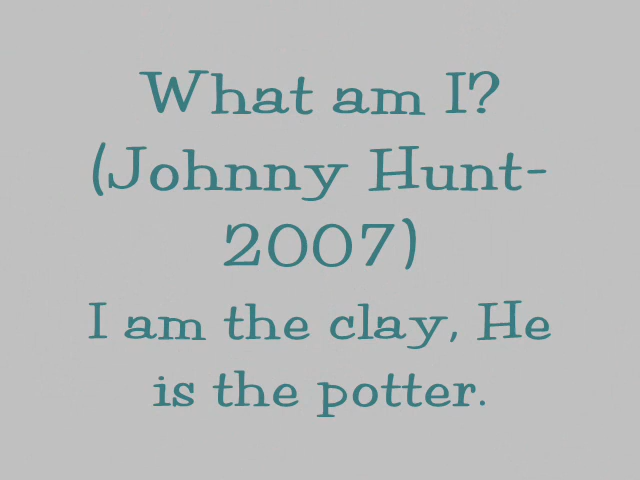 What am I?
(Johnny Hunt-
2007)
I am the clay, He
is the potter.